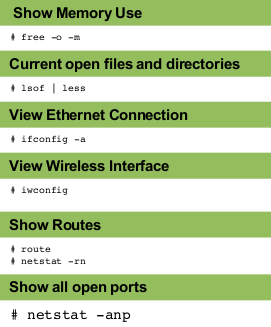 Show Memory Use
# free -o -m
Current open files and directories
# lsof | less
View Ethernet Connection
# ifconfig -a
View Wireless Interface
# iwconfig
Show Routes
# route
# netstat -rn
Show all open ports
# netstat -anp